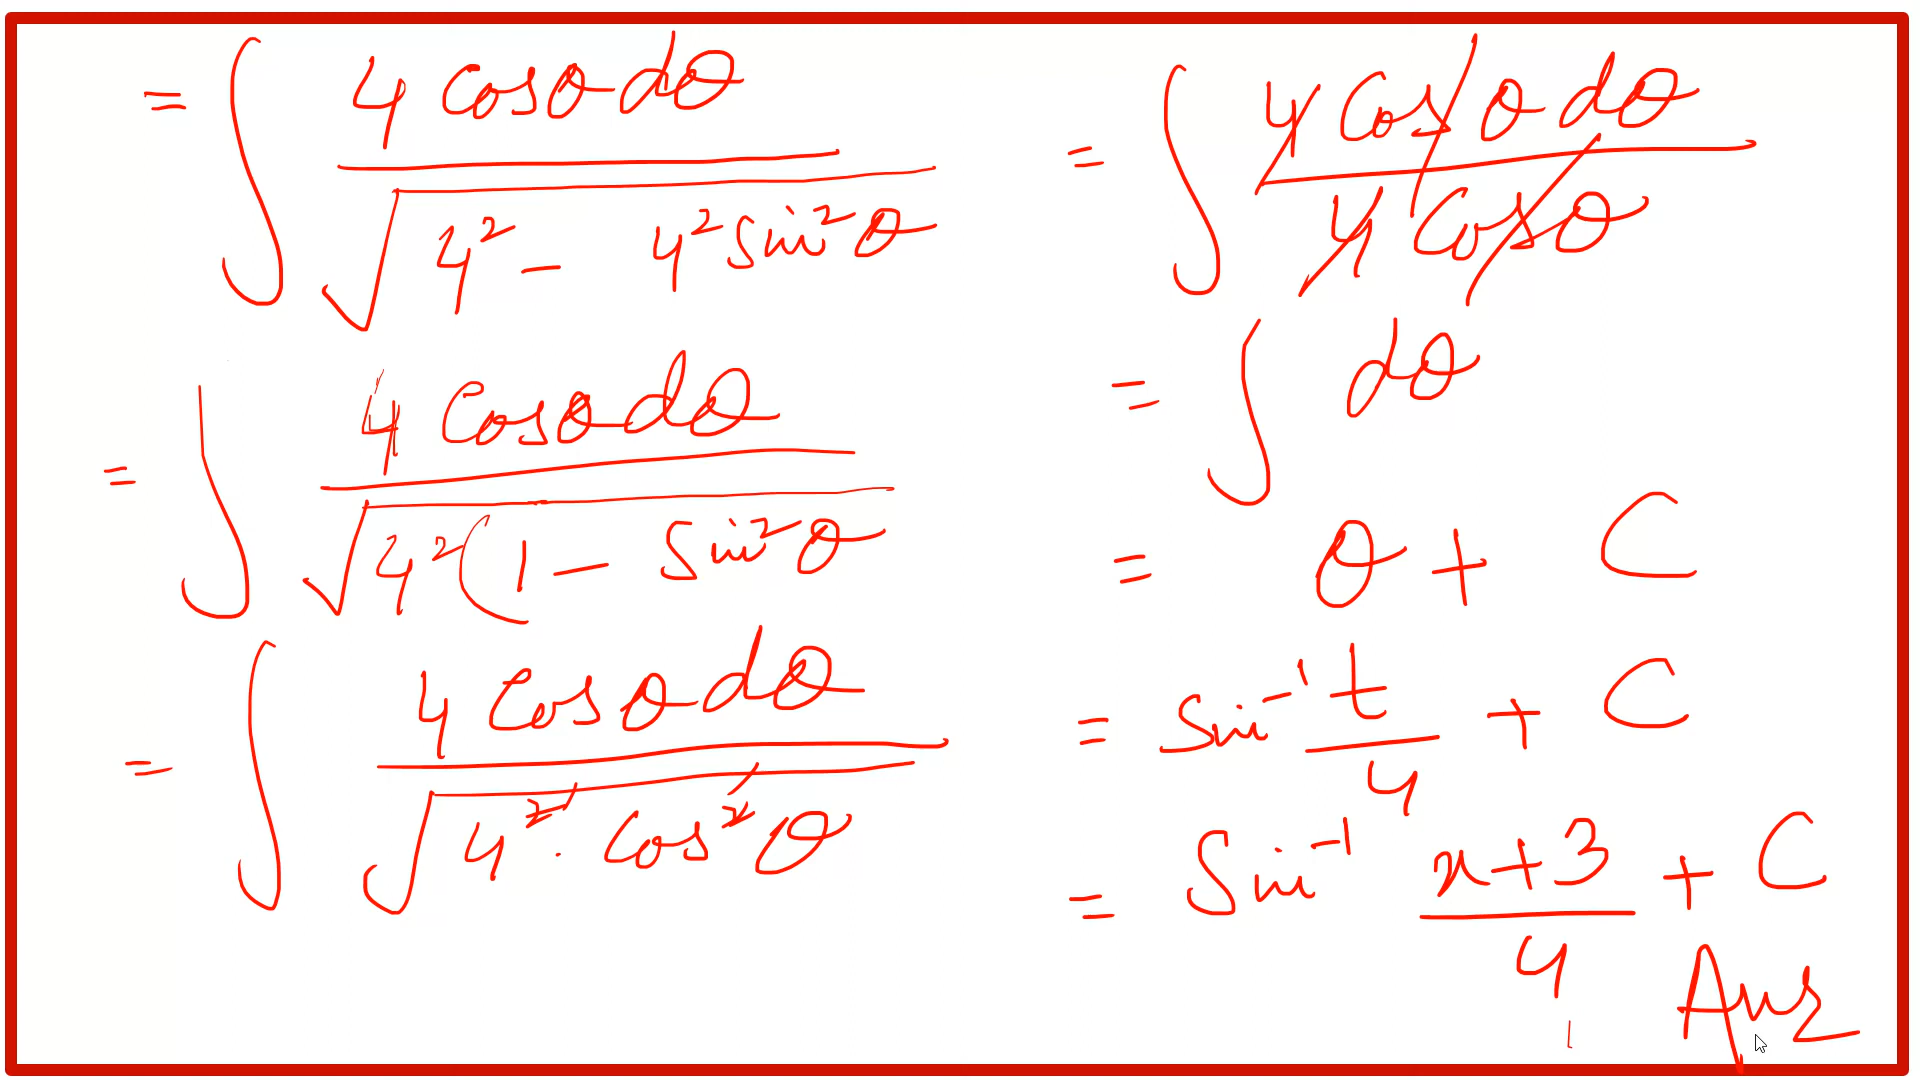 = ∫ 4 cosθ dθ / √(4² − 4² sin²θ)
= ∫ 4 cosθ dθ / √(4² (1 − sin²θ
= ∫ 4 cosθ dθ / √(4² · cos²θ)
= ∫ 4 cosθ dθ / 4 cosθ
= ∫ dθ
= θ + C
= sin⁻¹ t/4 + C
= sin⁻¹ (x+3)/4 + C
Ans